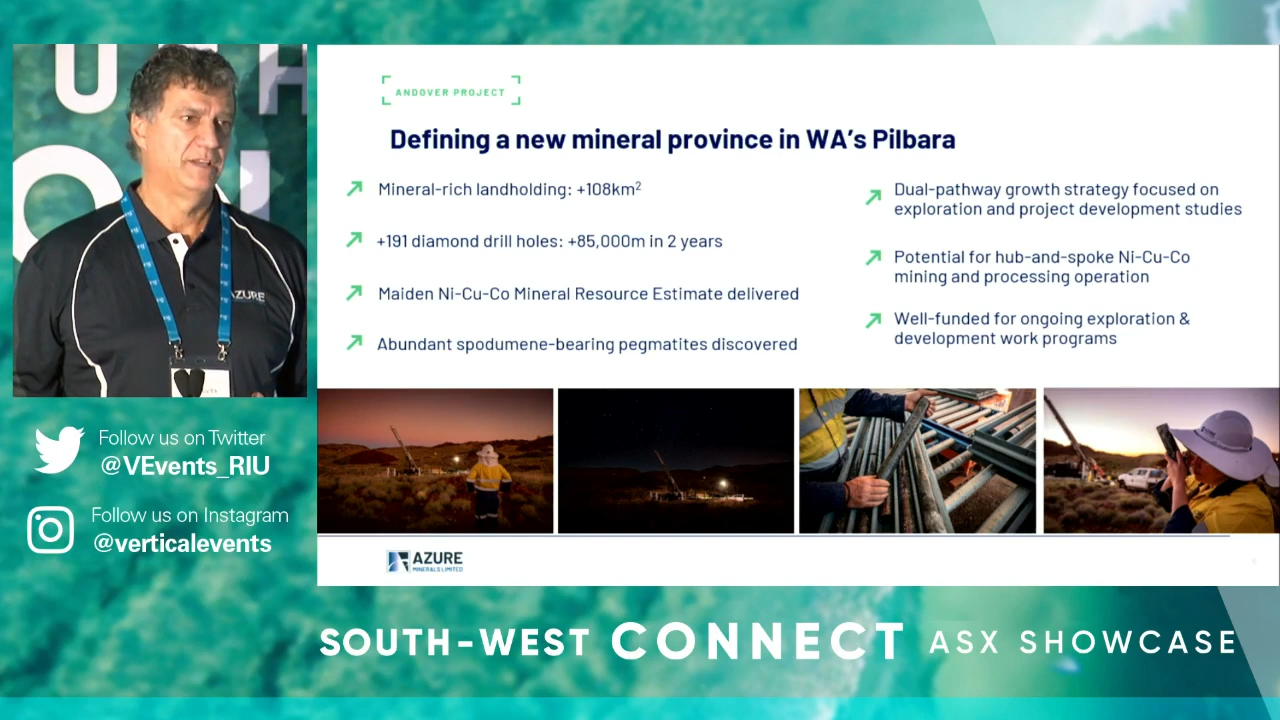 AZURE
Follow us on Twitter
@VEvents_RIU
Follow us on Instagram
@verticalevents
ANDOVER PROJECT
Defining a new mineral province in WA's Pilbara
Mineral-rich landholding: +108km²
+191 diamond drill holes: +85,000m in 2 years
Maiden Ni-Cu-Co Mineral Resource Estimate delivered
Abundant spodumene-bearing pegmatites discovered
Dual-pathway growth strategy focused on
exploration and project development studies
Potential for hub-and-spoke Ni-Cu-Co
mining and processing operation
Well-funded for ongoing exploration &
development work programs
AZURE
MINERALS LIMITED
SOUTH-WEST CONNECT ASX SHOWCASE